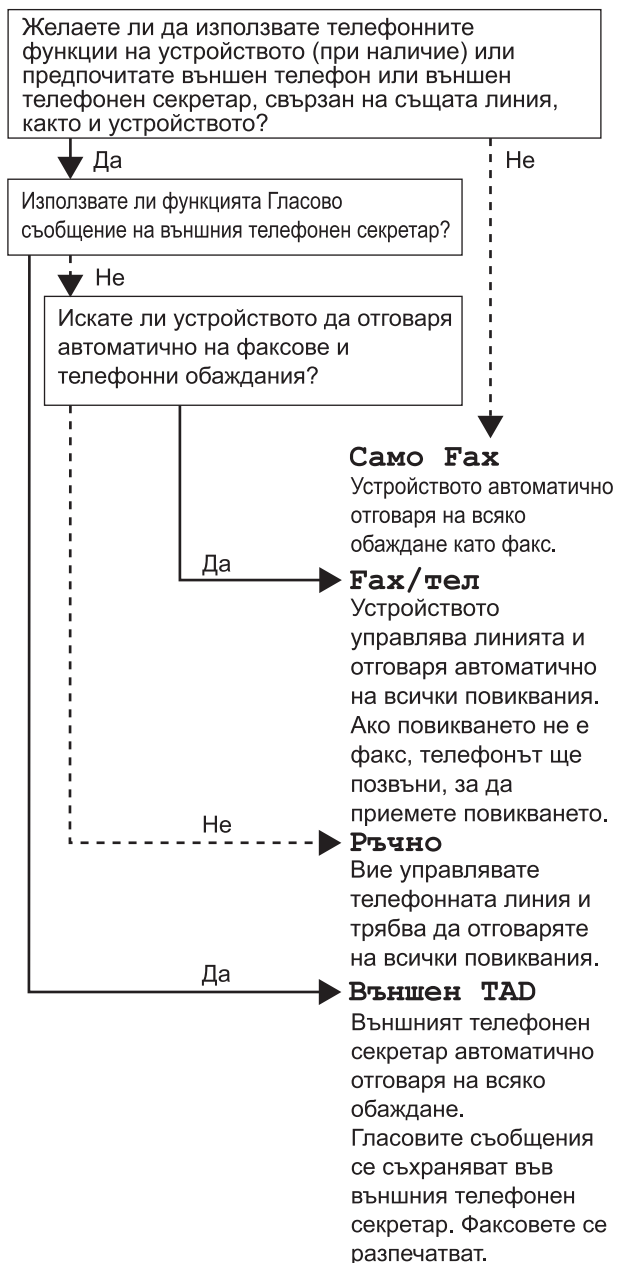 Желаете ли да използвате телефонните
функции на устройството (при наличие) или
предпочитате външен телефон или външен
телефонен секретар, свързан на същата линия,
както и устройството?
Да
Не
Използвате ли функцията Гласово
съобщение на външния телефонен секретар?
Не
Искате ли устройството да отговаря
автоматично на факсове и
телефонни обаждания?
Само Fax
Устройството автоматично
отговаря на всяко
обаждане като факс.
Да
Fax/тел
Устройството
управлява линията и
отговаря автоматично
на всички повиквания.
Ако повикването не е
факс, телефонът ще
позвъни, за да
приемете повикването.
Не
Ръчно
Вие управлявате
телефонната линия и
трябва да отговаряте
на всички повиквания.
Да
Външен TAD
Външният телефонен
секретар автоматично
отговаря на всяко
обаждане.
Гласовите съобщения
се съхраняват във
външния телефонен
секретар. Факсовете се
разпечатват.